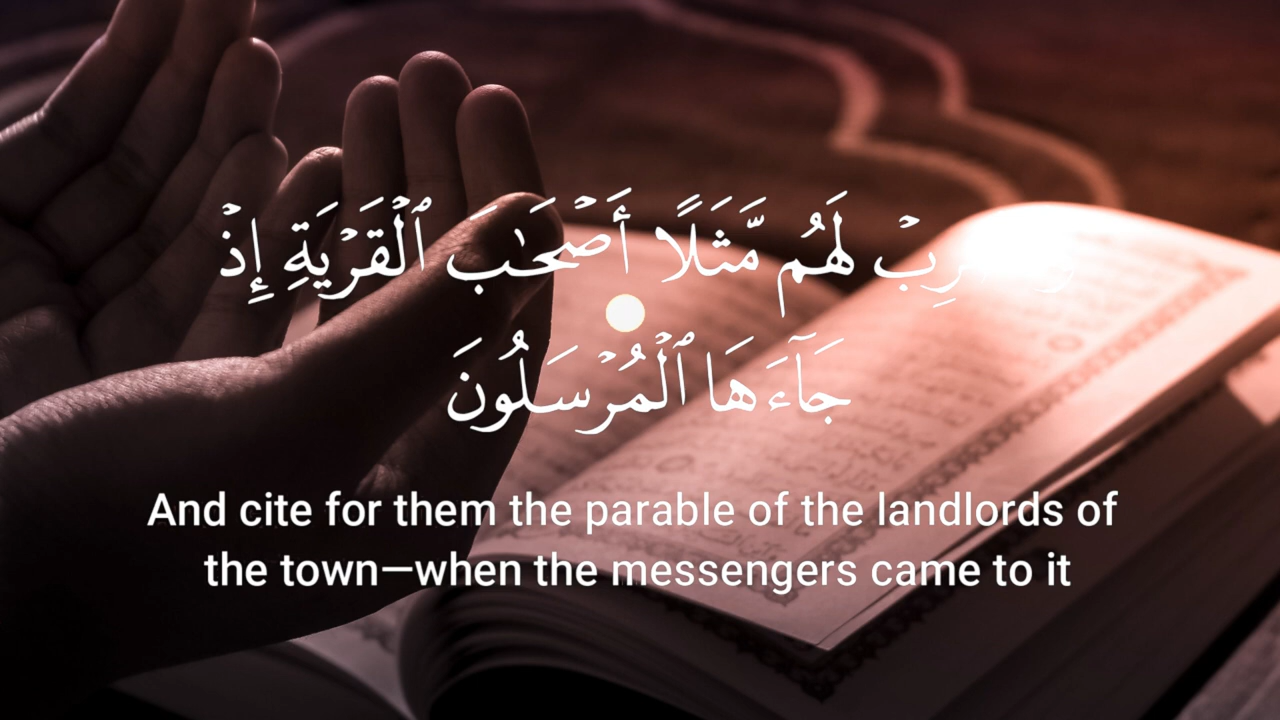 لَهُم مَّثَلًا أَصْحَـٰبَ ٱلْقَرْيَةِ إِذْ
جَآءَهَا ٱلْمُرْسَلُونَ
And cite for them the parable of the landlords of
the town—when the messengers came to it